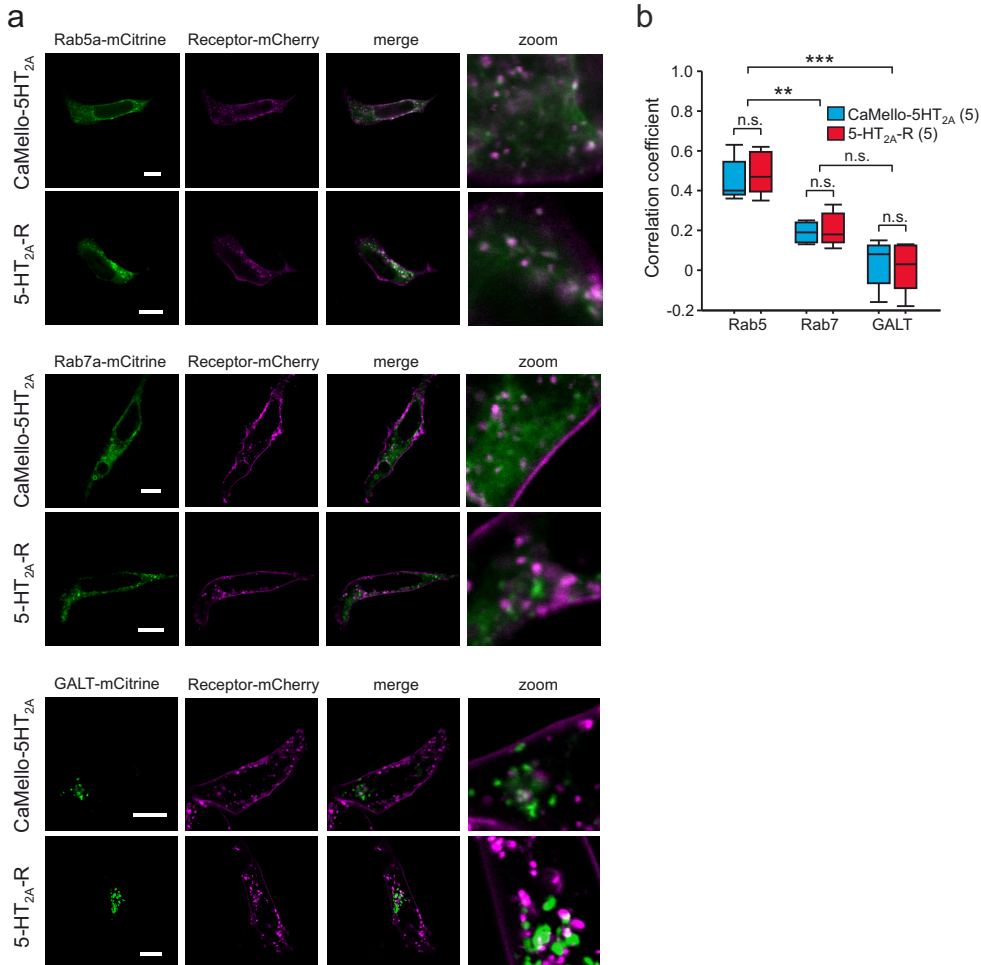 a
Rab5a-mCitrine Receptor-mCherry merge zoom
CaMello-5HT2A
5-HT2A-R
Rab7a-mCitrine Receptor-mCherry merge zoom
CaMello-5HT2A
5-HT2A-R
GALT-mCitrine Receptor-mCherry merge zoom
CaMello-5HT2A
5-HT2A-R
b
Correlation coefficient
1.0
0.8
0.6
0.4
0.2
0
-0.2
***
**
n.s.
n.s.
n.s.
n.s.
CaMello-5HT2A (5)
5-HT2A-R (5)
Rab5 Rab7 GALT